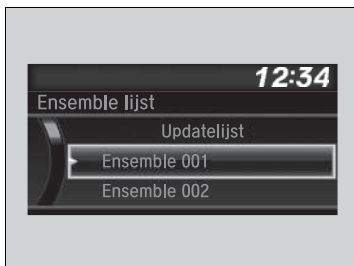 12:34
Ensemble lijst
Updatelijst
Ensemble 001
Ensemble 002